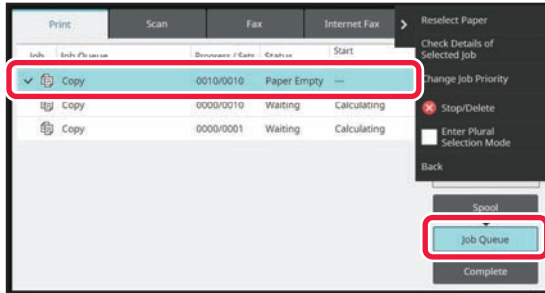 Print Scan Fax Internet Fax
Reselect Paper
Check Details of
Selected Job
Change Job Priority
Stop/Delete
Enter Plural
Selection Mode
Back
Job Job Queue Progress / Sets Status Start
Copy 0010/0010 Paper Empty ---
Copy 0000/0010 Waiting Calculating
Copy 0000/0001 Waiting Calculating
Spool
Job Queue
Complete